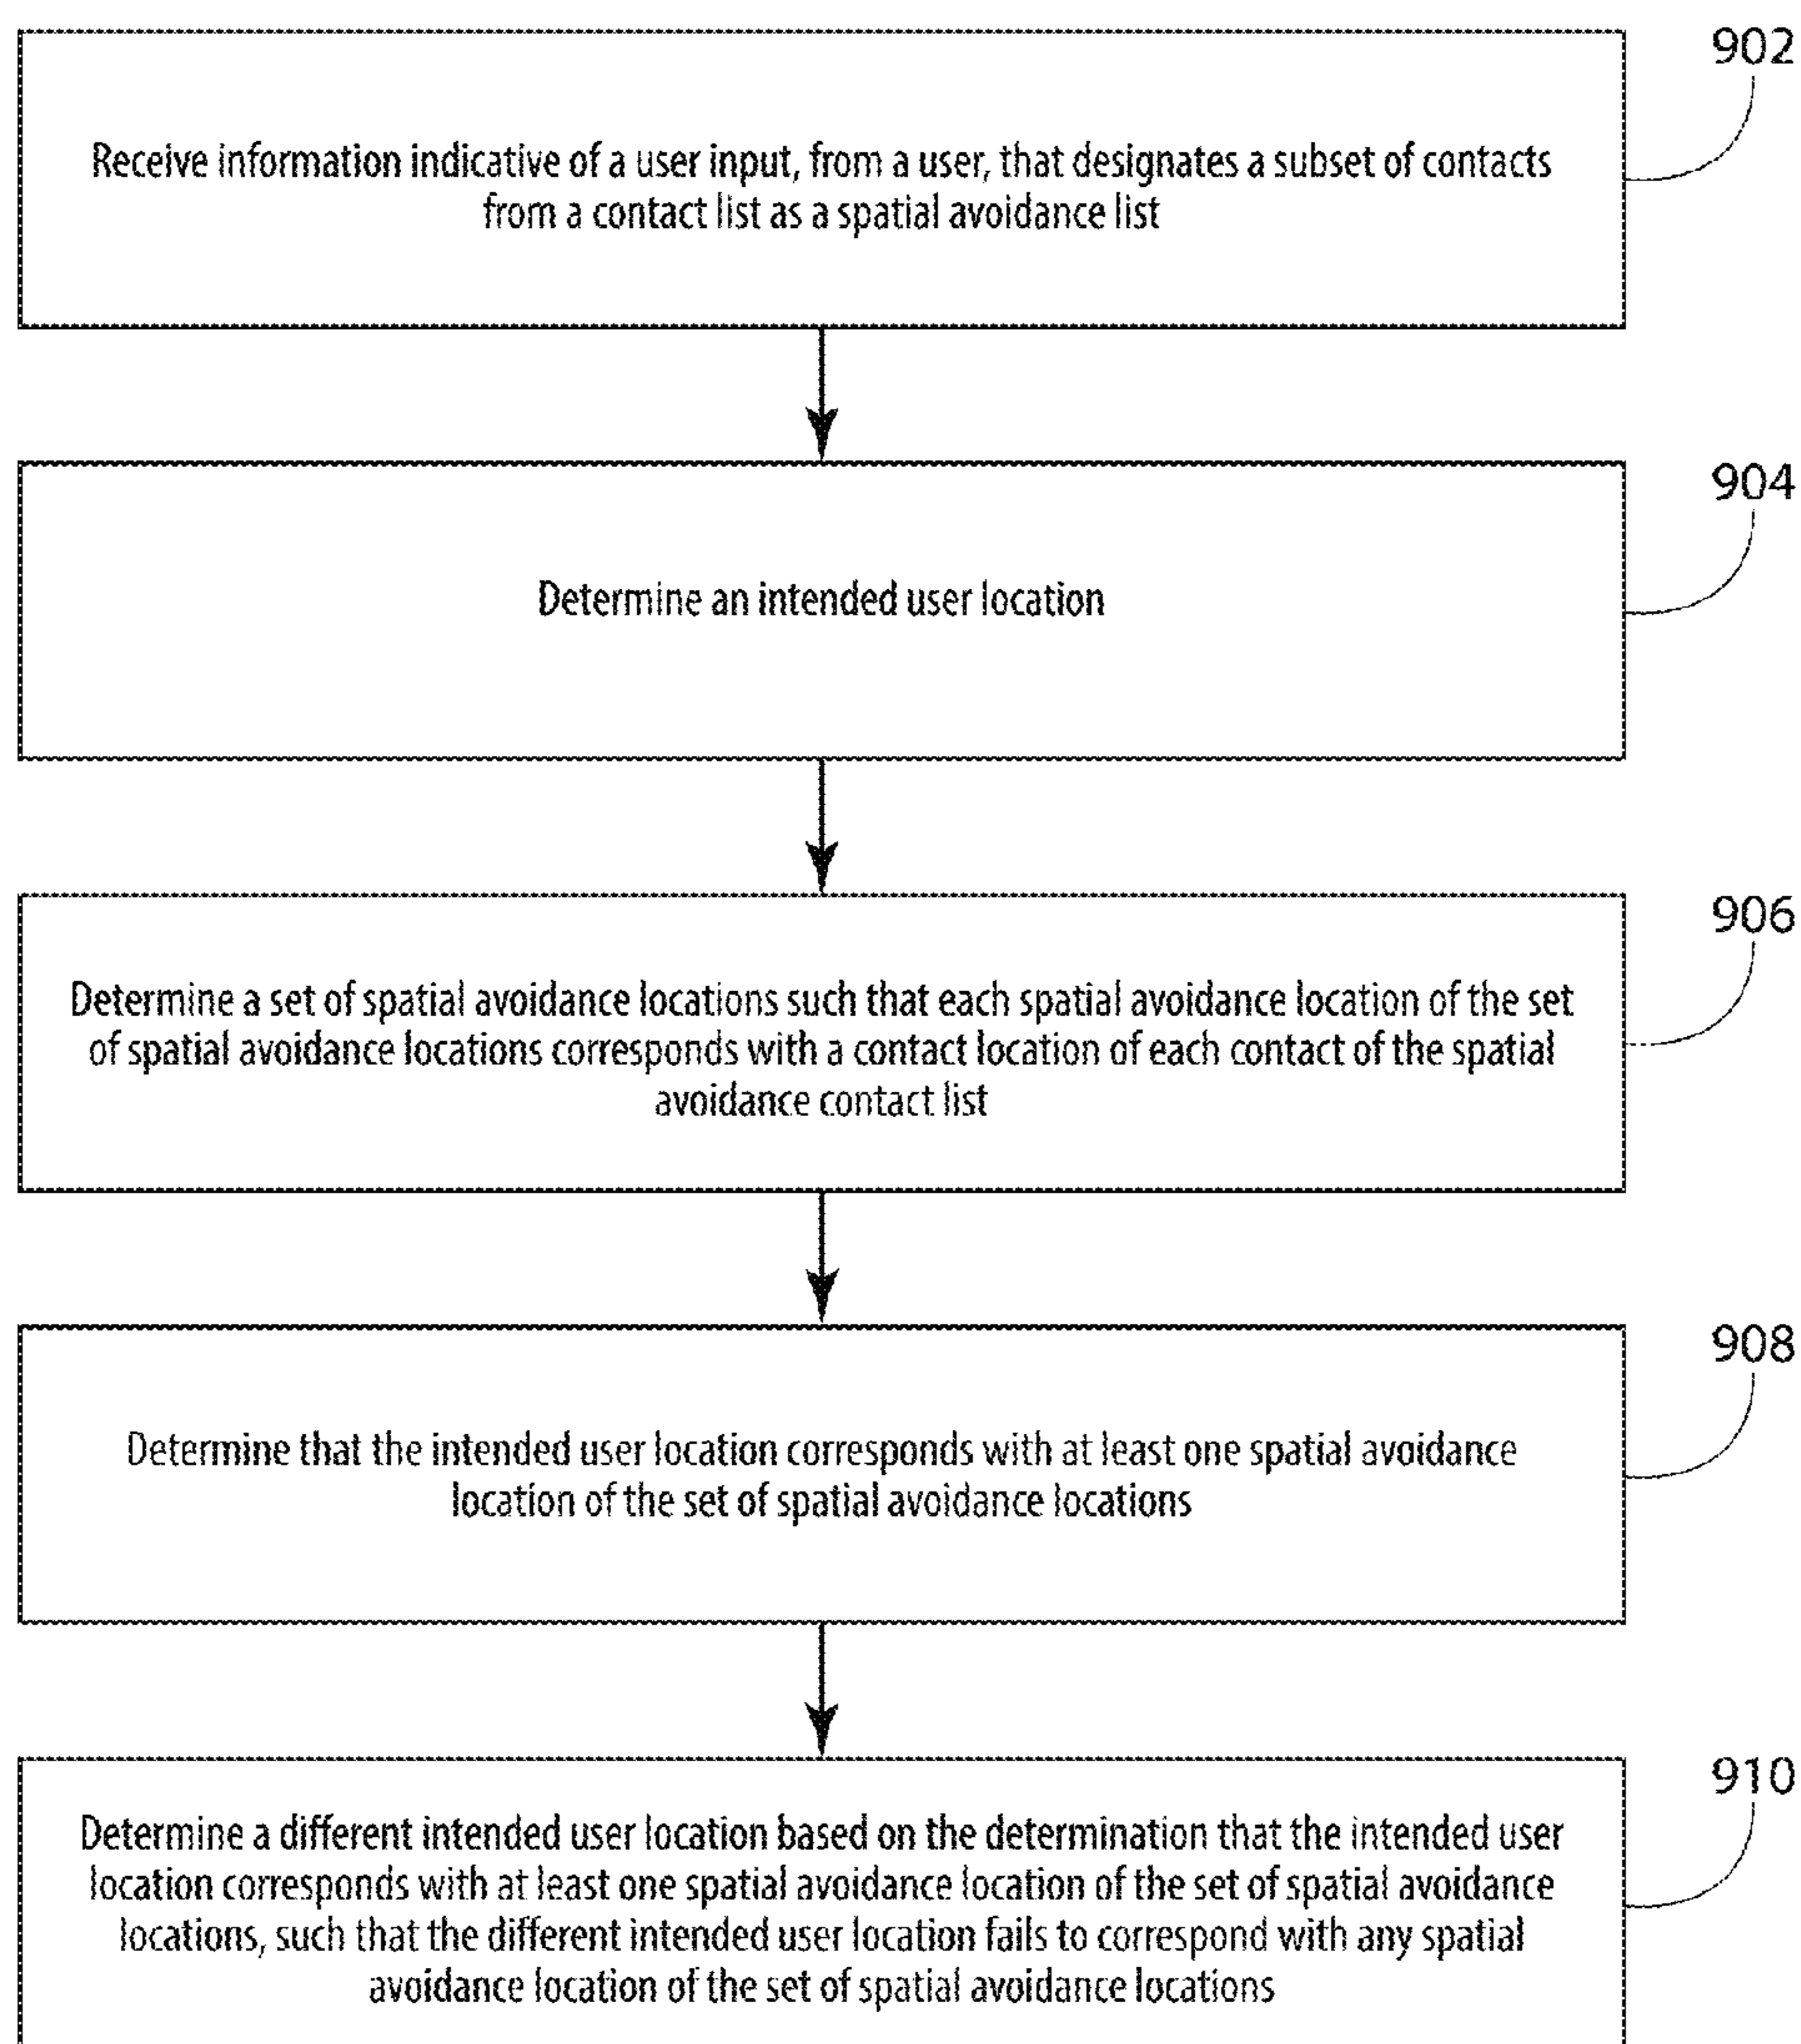 902
Receive information indicative of a user input, from a user, that designates a subset of contacts
from a contact list as a spatial avoidance list
904
Determine an intended user location
906
Determine a set of spatial avoidance locations such that each spatial avoidance location of the set
of spatial avoidance locations corresponds with a contact location of each contact of the spatial
avoidance contact list
908
Determine that the intended user location corresponds with at least one spatial avoidance
location of the set of spatial avoidance locations
910
Determine a different intended user location based on the determination that the intended user
location corresponds with at least one spatial avoidance location of the set of spatial avoidance
locations, such that the different intended user location fails to correspond with any spatial
avoidance location of the set of spatial avoidance locations